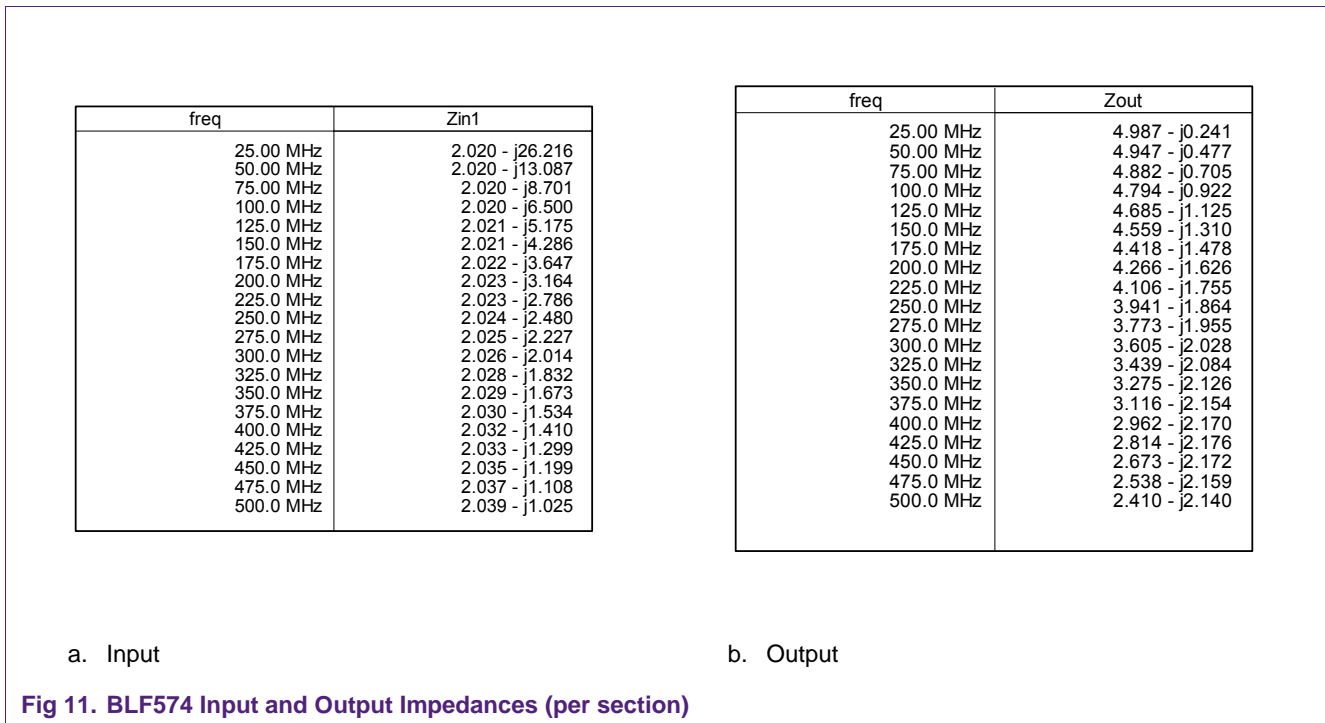 freq Zin1
25.00 MHz 2.020 - j26.216
50.00 MHz 2.020 - j13.087
75.00 MHz 2.020 - j8.701
100.0 MHz 2.020 - j6.500
125.0 MHz 2.021 - j5.175
150.0 MHz 2.021 - j4.286
175.0 MHz 2.022 - j3.647
200.0 MHz 2.023 - j3.164
225.0 MHz 2.023 - j2.786
250.0 MHz 2.024 - j2.480
275.0 MHz 2.025 - j2.227
300.0 MHz 2.026 - j2.014
325.0 MHz 2.028 - j1.832
350.0 MHz 2.029 - j1.673
375.0 MHz 2.030 - j1.534
400.0 MHz 2.032 - j1.410
425.0 MHz 2.033 - j1.299
450.0 MHz 2.035 - j1.199
475.0 MHz 2.037 - j1.108
500.0 MHz 2.039 - j1.025
a. Input
freq Zout
25.00 MHz 4.987 - j0.241
50.00 MHz 4.947 - j0.477
75.00 MHz 4.882 - j0.705
100.0 MHz 4.794 - j0.922
125.0 MHz 4.685 - j1.125
150.0 MHz 4.559 - j1.310
175.0 MHz 4.418 - j1.478
200.0 MHz 4.266 - j1.626
225.0 MHz 4.106 - j1.755
250.0 MHz 3.941 - j1.864
275.0 MHz 3.773 - j1.955
300.0 MHz 3.605 - j2.028
325.0 MHz 3.439 - j2.084
350.0 MHz 3.275 - j2.126
375.0 MHz 3.116 - j2.154
400.0 MHz 2.962 - j2.170
425.0 MHz 2.814 - j2.176
450.0 MHz 2.673 - j2.172
475.0 MHz 2.538 - j2.159
500.0 MHz 2.410 - j2.140
b. Output
Fig 11. BLF574 Input and Output Impedances (per section)